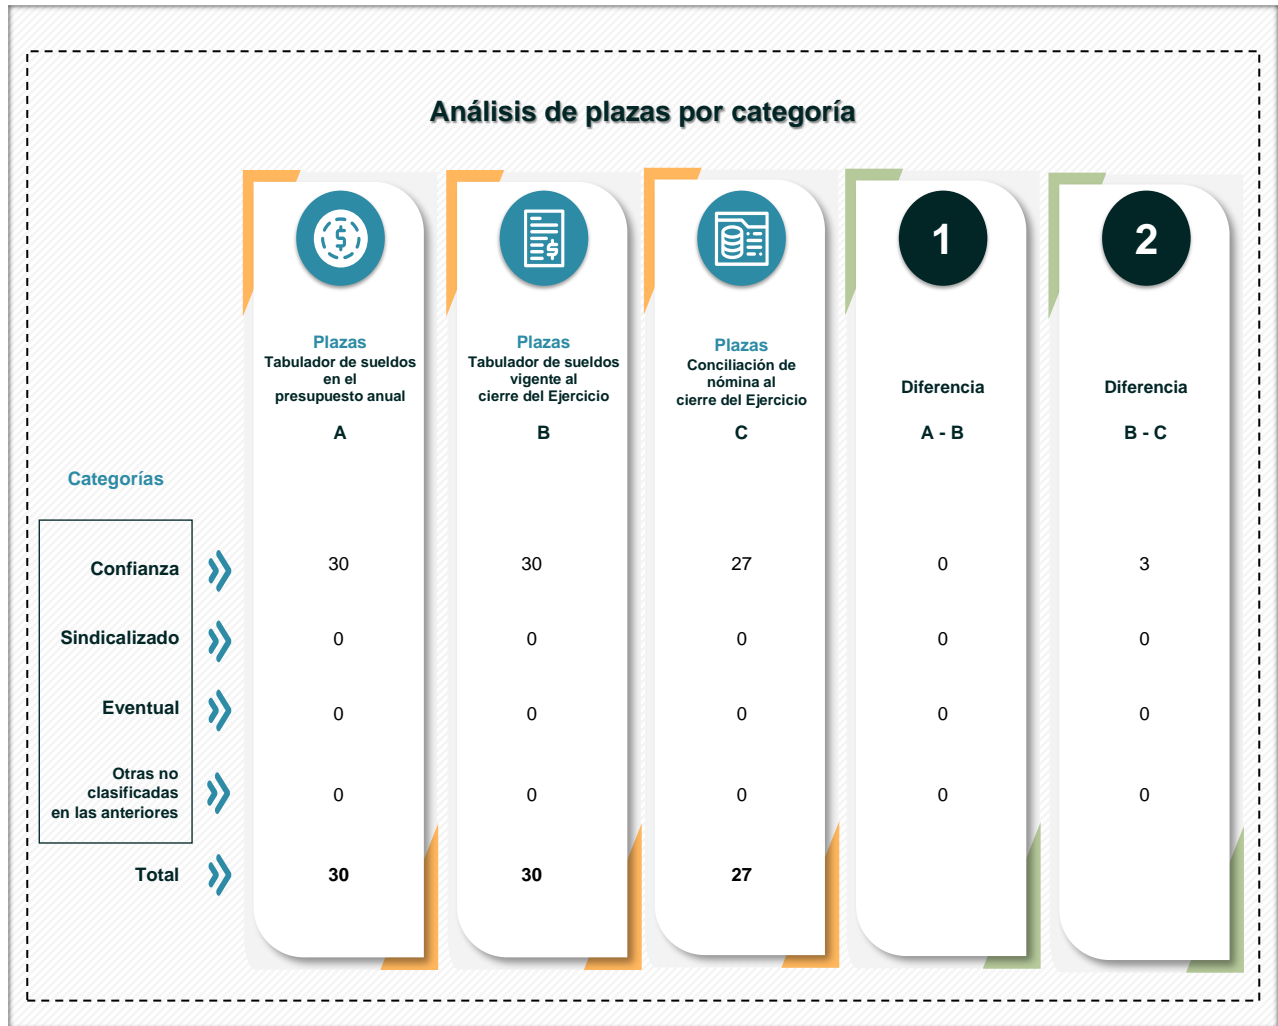 Análisis de plazas por categoría
1
2
Plazas
Tabulador de sueldos
en el
presupuesto anual
A
Plazas
Tabulador de sueldos
vigente al
cierre del Ejercicio
B
Plazas
Conciliación de
nómina al
cierre del Ejercicio
C
Diferencia
A - B
Diferencia
B - C
Categorías
Confianza 30 30 27 0 3
Sindicalizado 0 0 0 0 0
Eventual 0 0 0 0 0
Otras no
clasificadas
en las anteriores 0 0 0 0 0
Total 30 30 27